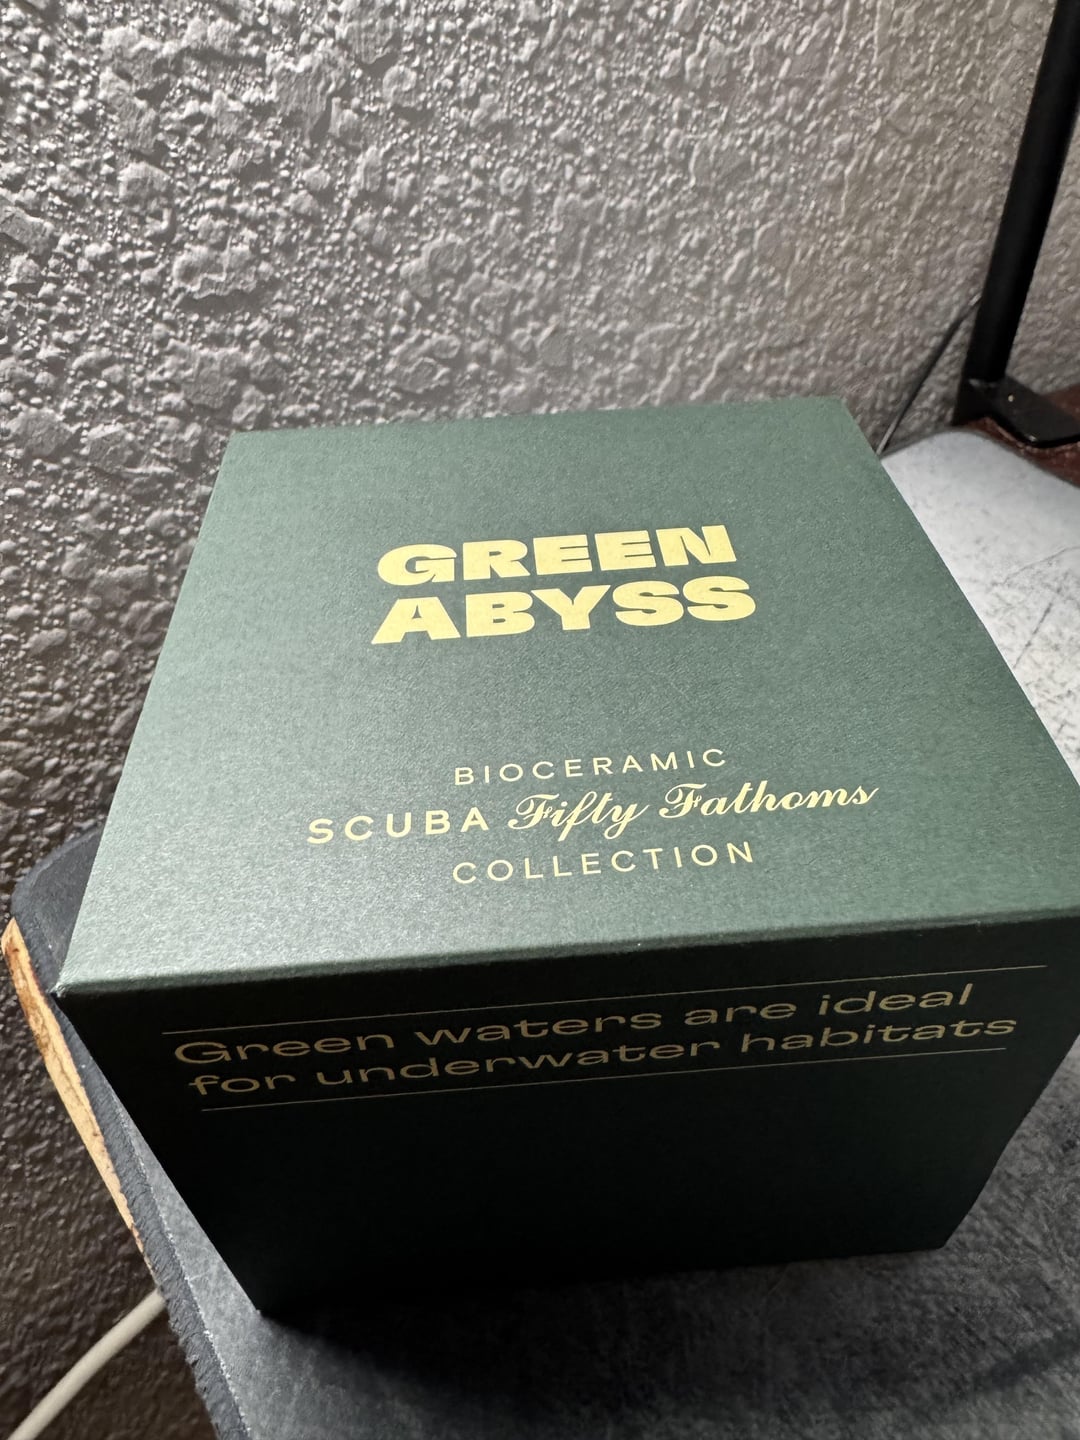 GREEN
ABYSS
BIOCERAMIC
SCUBA Fifty Fathoms
COLLECTION
Green waters are ideal
for underwater habitats